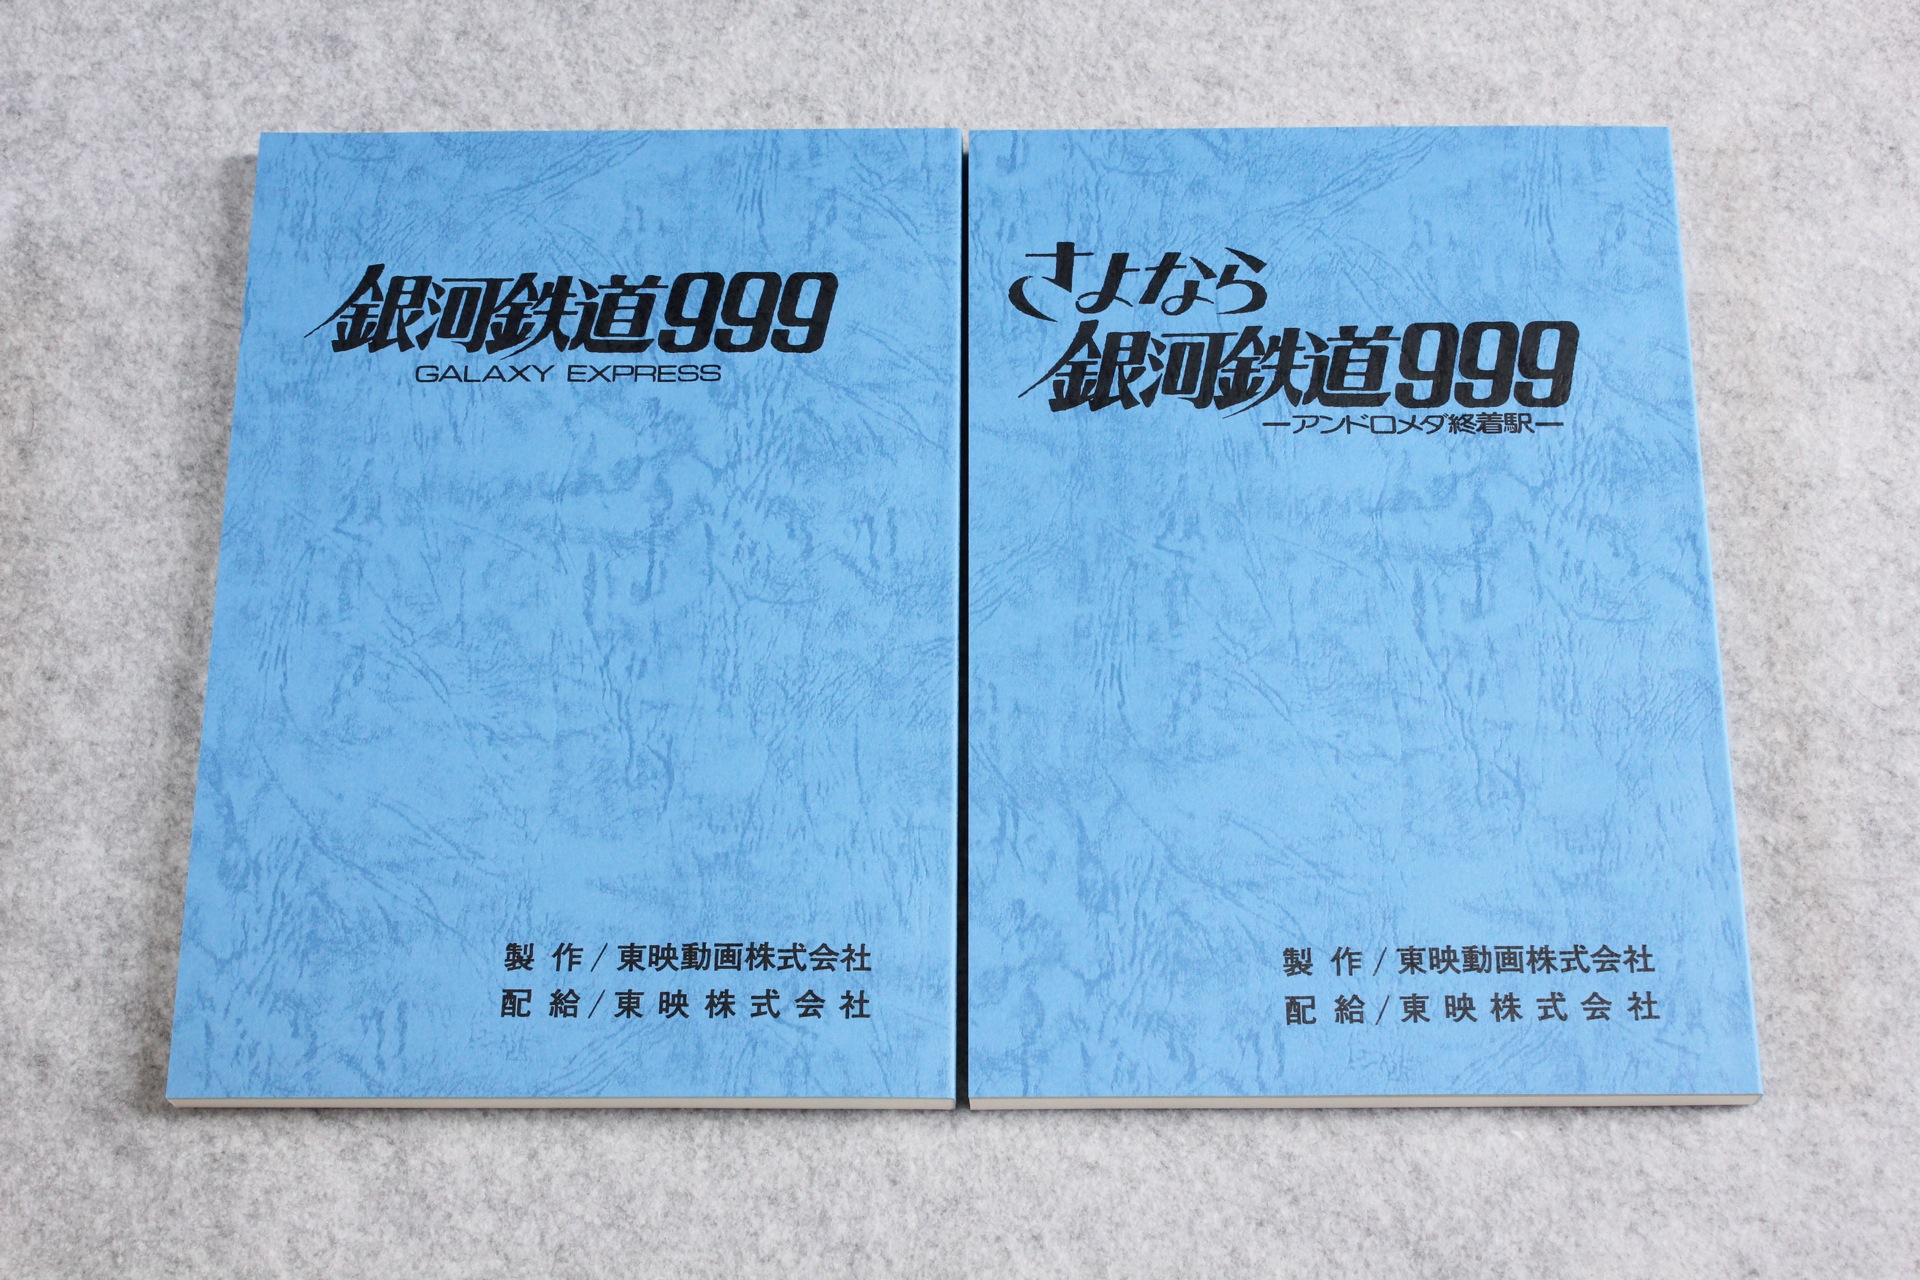 銀河鉄道999
GALAXY EXPRESS
製作/東映動画株式会社
配給/東映株式会社
さよなら
銀河鉄道999
―アンドロメダ終着駅―
製作/東映動画株式会社
配給/東映株式会社